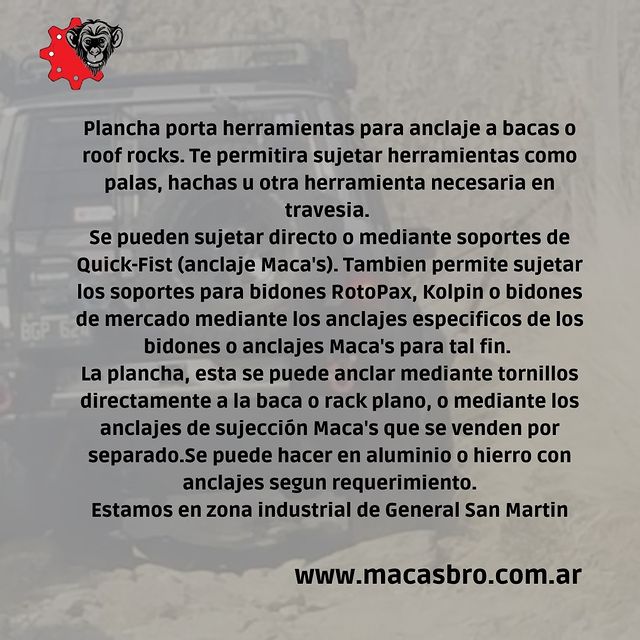 Plancha porta herramientas para anclaje a bacas o
roof rocks. Te permitira sujetar herramientas como
palas, hachas u otra herramienta necesaria en
travesia.
Se pueden sujetar directo o mediante soportes de
Quick-Fist (anclaje Maca's). Tambien permite sujetar
los soportes para bidones RotoPax, Kolpin o bidones
de mercado mediante los anclajes especificos de los
bidones o anclajes Maca's para tal fin.
La plancha, esta se puede anclar mediante tornillos
directamente a la baca o rack plano, o mediante los
anclajes de sujección Maca's que se venden por
separado.Se puede hacer en aluminio o hierro con
anclajes segun requerimiento.
Estamos en zona industrial de General San Martin
www.macasbro.com.ar